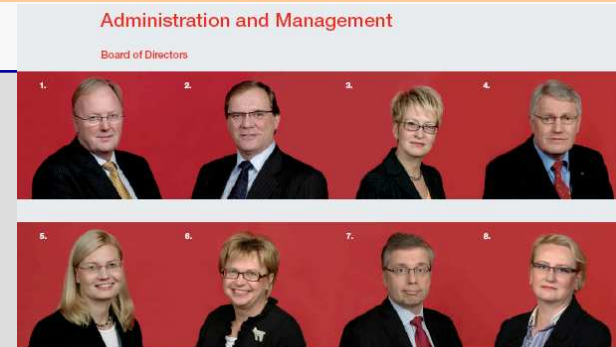 Administration and Management
Board of Directors
1. 2. 3. 4.
5. 6. 7. 8.